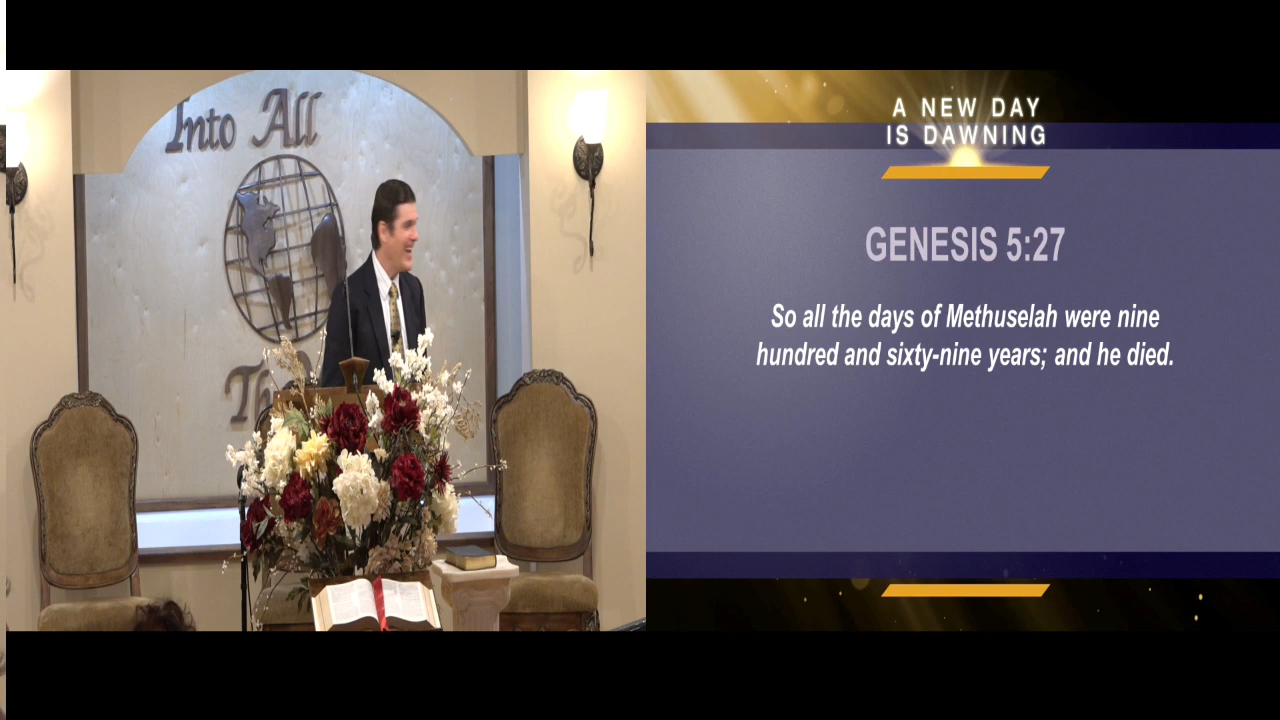 Into All
A NEW DAY
IS DAWNING
GENESIS 5:27
So all the days of Methuselah were nine
hundred and sixty-nine years; and he died.